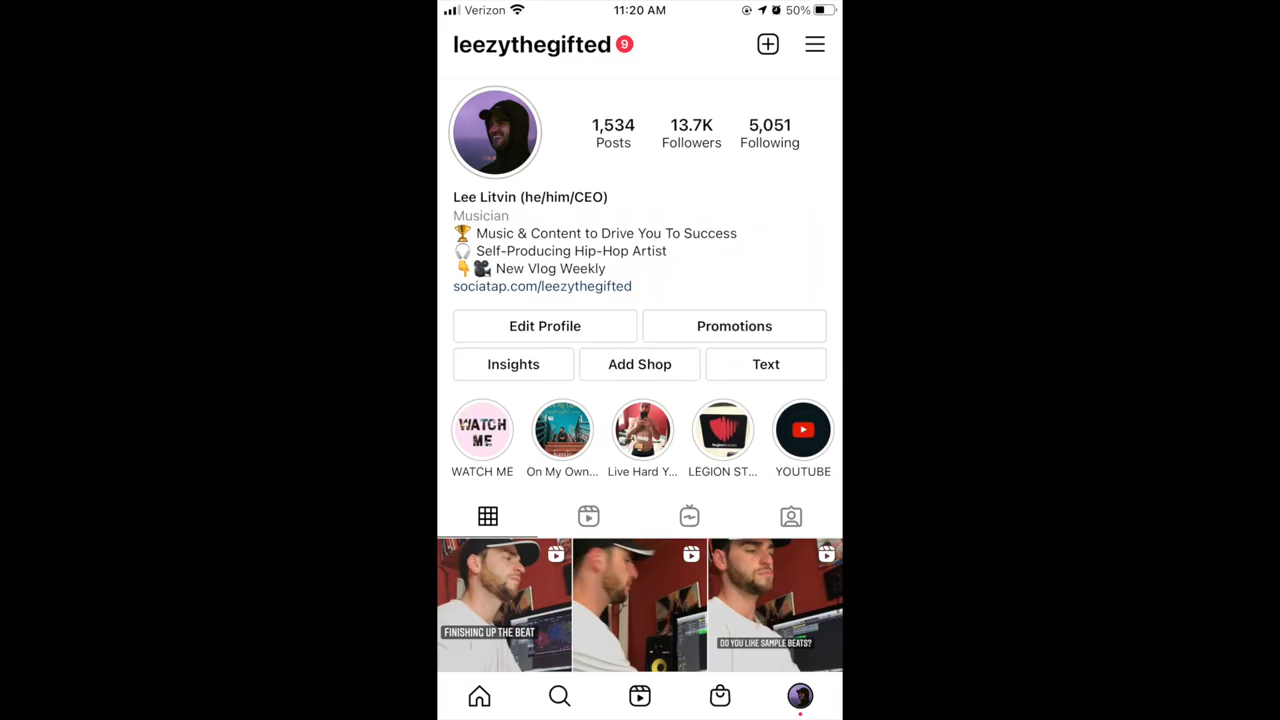 Verizon 11:20 AM 50%
leezythegifted 9
1,534 13.7K 5,051
Posts Followers Following
Lee Litvin (he/him/CEO)
Musician
🏆 Music & Content to Drive You To Success
🎧 Self-Producing Hip-Hop Artist
👇🎥 New Vlog Weekly
sociatap.com/leezythegifted
Edit Profile Promotions
Insights Add Shop Text
WATCH ME
WATCH ME On My Own... Live Hard Y... LEGION ST... YOUTUBE
FINISHING UP THE BEAT
DO YOU LIKE SAMPLE BEATS?